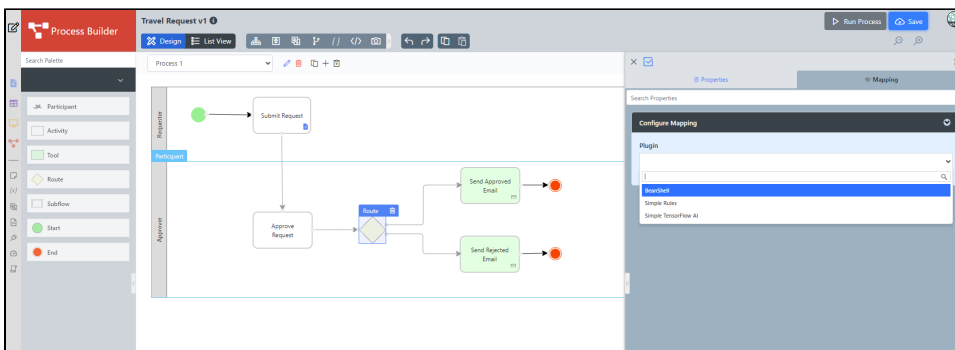 Travel Request v1
Process Builder
Design
List View
Run Process
Save
Search Palette
Process 1
Participant
Activity
Tool
Route
Subflow
Start
End
Requester
Submit Request
Participant
Approver
Approve
Request
Route
Send Approved
Email
Send Rejected
Email
Properties
Mapping
Search Properties
Configure Mapping
Plugin
BeanShell
Simple Rules
Simple TensorFlow AI